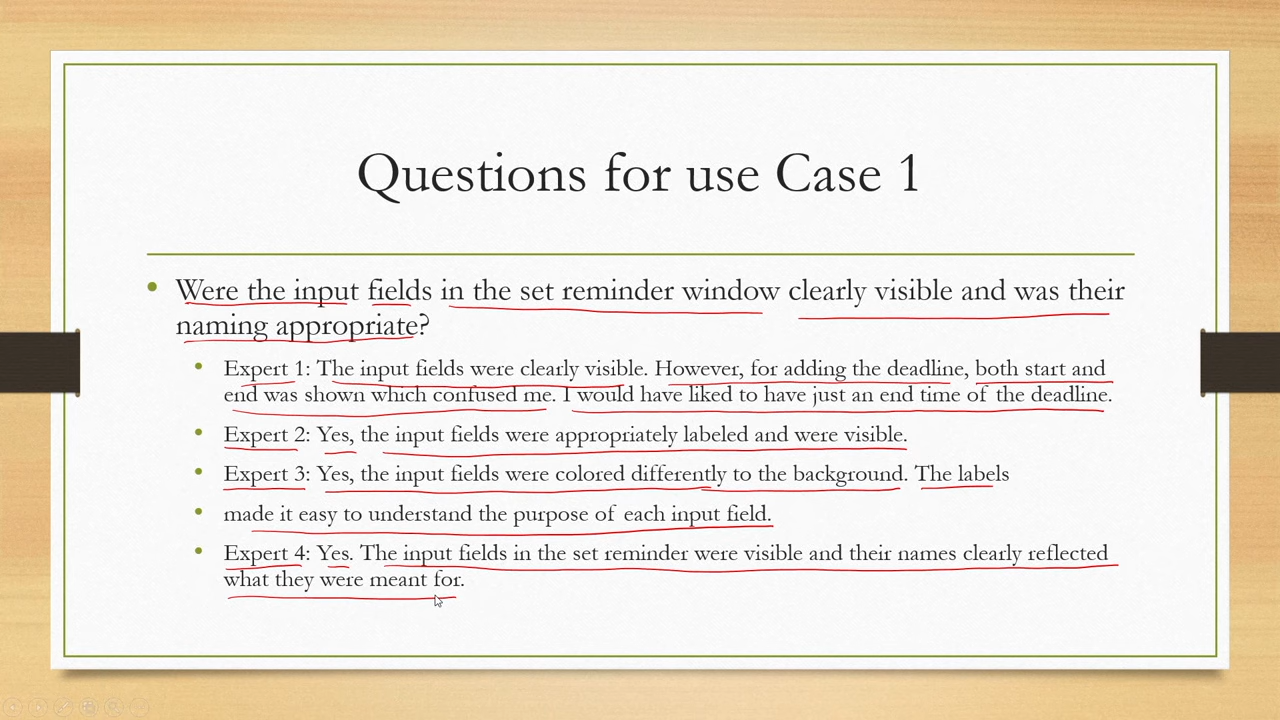 Questions for use Case 1
• Were the input fields in the set reminder window clearly visible and was their
naming appropriate?
• Expert 1: The input fields were clearly visible. However, for adding the deadline, both start and
end was shown which confused me. I would have liked to have just an end time of the deadline.
• Expert 2: Yes, the input fields were appropriately labeled and were visible.
• Expert 3: Yes, the input fields were colored differently to the background. The labels
• made it easy to understand the purpose of each input field.
• Expert 4: Yes. The input fields in the set reminder were visible and their names clearly reflected
what they were meant for.